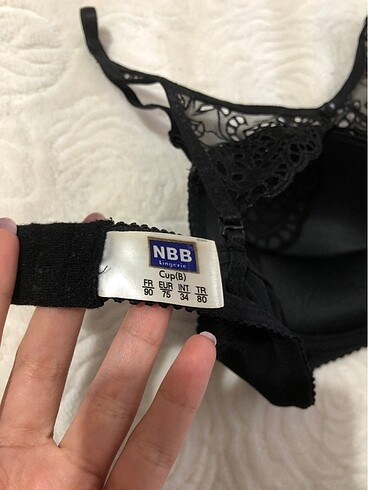 NBB
Lingerie
Cup(B)
FR EUR INT TR
90 75 34 80